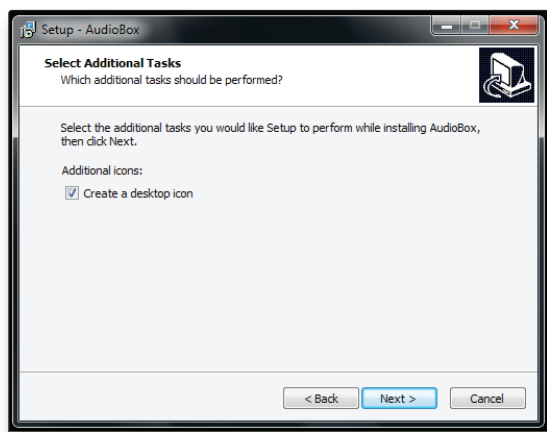 Setup - AudioBox
Select Additional Tasks
Which additional tasks should be performed?
Select the additional tasks you would like Setup to perform while installing AudioBox,
then click Next.
Additional icons:
Create a desktop icon
< Back Next > Cancel